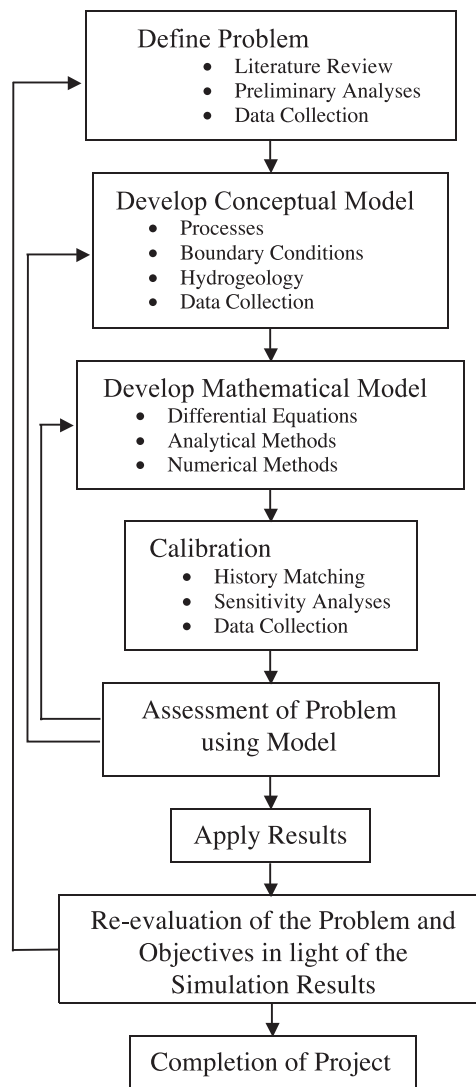 Define Problem
• Literature Review
• Preliminary Analyses
• Data Collection
Develop Conceptual Model
• Processes
• Boundary Conditions
• Hydrogeology
• Data Collection
Develop Mathematical Model
• Differential Equations
• Analytical Methods
• Numerical Methods
Calibration
• History Matching
• Sensitivity Analyses
• Data Collection
Assessment of Problem
using Model
Apply Results
Re-evaluation of the Problem and
Objectives in light of the
Simulation Results
Completion of Project